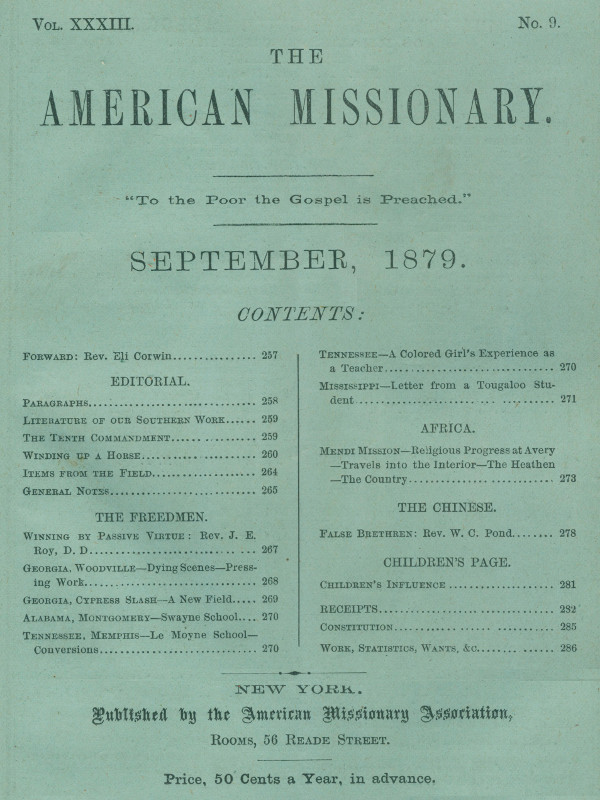 VOL. XXXIII.
No. 9.
THE
AMERICAN MISSIONARY.
"To the Poor the Gospel is Preached."
SEPTEMBER, 1879.
CONTENTS:
FORWARD: Rev. Eli Corwin............... 257
EDITORIAL.
PARAGRAPHS............................. 258
LITERATURE OF OUR SOUTHERN WORK...... 259
THE TENTH COMMANDMENT................ 259
WINDING UP A HORSE.................... 260
ITEMS FROM THE FIELD................... 264
GENERAL NOTES.......................... 265
THE FREEDMEN.
WINNING BY PASSIVE VIRTUE: Rev. J. E.
Roy, D. D............................ 267
GEORGIA, WOODVILLE—Dying Scenes—Press-
ing Work............................. 268
GEORGIA, CYPRESS SLASH—A New Field..... 269
ALABAMA, MONTGOMERY—Swayne School.... 270
TENNESSEE, MEMPHIS—Le Moyne School—
Conversions........................... 270
TENNESSEE—A Colored Girl's Experience as
a Teacher............................ 270
MISSISSIPPI—Letter from a Tougaloo Stu-
dent ................................ 271
AFRICA.
MENDI MISSION—Religious Progress at Avery
—Travels into the Interior—The Heathen
—The Country......................... 273
THE CHINESE.
FALSE BRETHREN: Rev. W. C. Pond........ 278
CHILDREN'S PAGE.
CHILDREN'S INFLUENCE ................... 281
RECEIPTS............................... 282
CONSTITUTION............................ 285
WORK, STATISTICS, WANTS, &c............. 286
NEW YORK.
Published by the American Missionary Association,
ROOMS, 56 READE STREET.
Price, 50 Cents a Year, in advance.